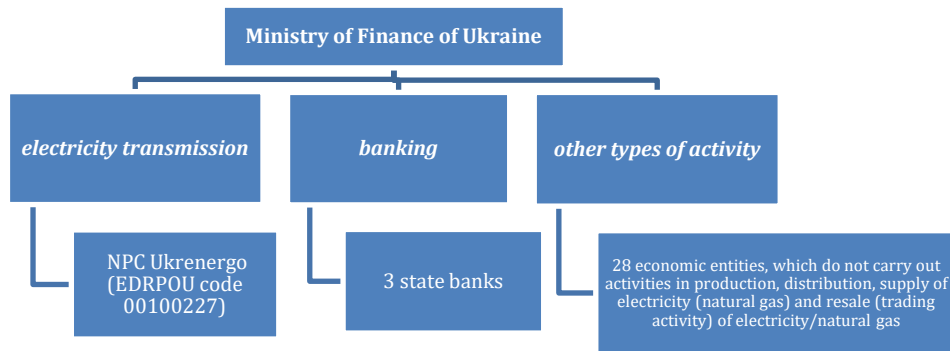 Ministry of Finance of Ukraine
electricity transmission
banking
other types of activity
NPC Ukrenergo
(EDRPOU code
00100227)
3 state banks
28 economic entities, which do not carry out
activities in production, distribution, supply of
electricity (natural gas) and resale (trading
activity) of electricity/natural gas